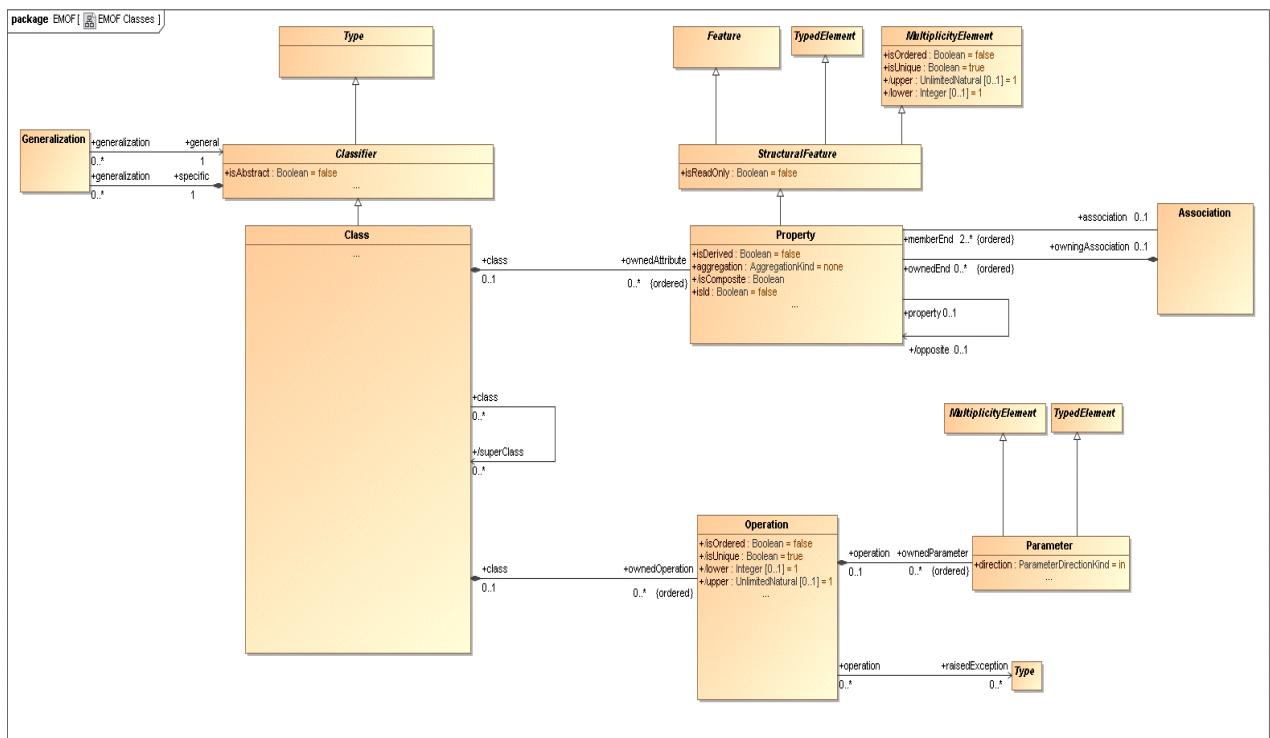 package EMOF [ EMOF Classes ]
Type
Feature
TypedElement
MultiplicityElement
+isOrdered : Boolean = false
+isUnique : Boolean = true
+/upper : UnlimitedNatural [0..1] = 1
+/lower : Integer [0..1] = 1
Generalization
+generalization
+general
0..*
1
+generalization
+specific
0..*
1
Classifier
+isAbstract : Boolean = false
...
StructuralFeature
+isReadOnly : Boolean = false
Class
...
+class
0..1
+ownedAttribute
0..* {ordered}
Property
+isDerived : Boolean = false
+aggregation : AggregationKind = none
+/isComposite : Boolean
+isId : Boolean = false
...
+association 0..1
+memberEnd 2..* {ordered}
+owningAssociation 0..1
+ownedEnd 0..* {ordered}
+property 0..1
+/opposite 0..1
Association
+class
0..*
+/superClass
0..*
MultiplicityElement
TypedElement
+class
0..1
+ownedOperation
0..* {ordered}
Operation
+/isOrdered : Boolean = false
+/isUnique : Boolean = true
+/lower : Integer [0..1] = 1
+/upper : UnlimitedNatural [0..1] = 1
...
+operation
+ownedParameter
0..1
0..* {ordered}
Parameter
+direction : ParameterDirectionKind = in
...
+operation
+raisedException
0..*
0..*
Type